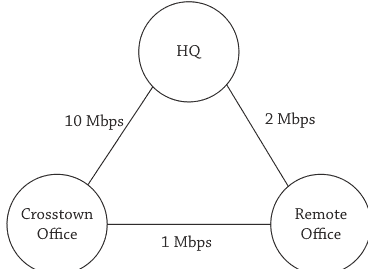 HQ
10 Mbps
2 Mbps
Crosstown
Office
Remote
Office
1 Mbps